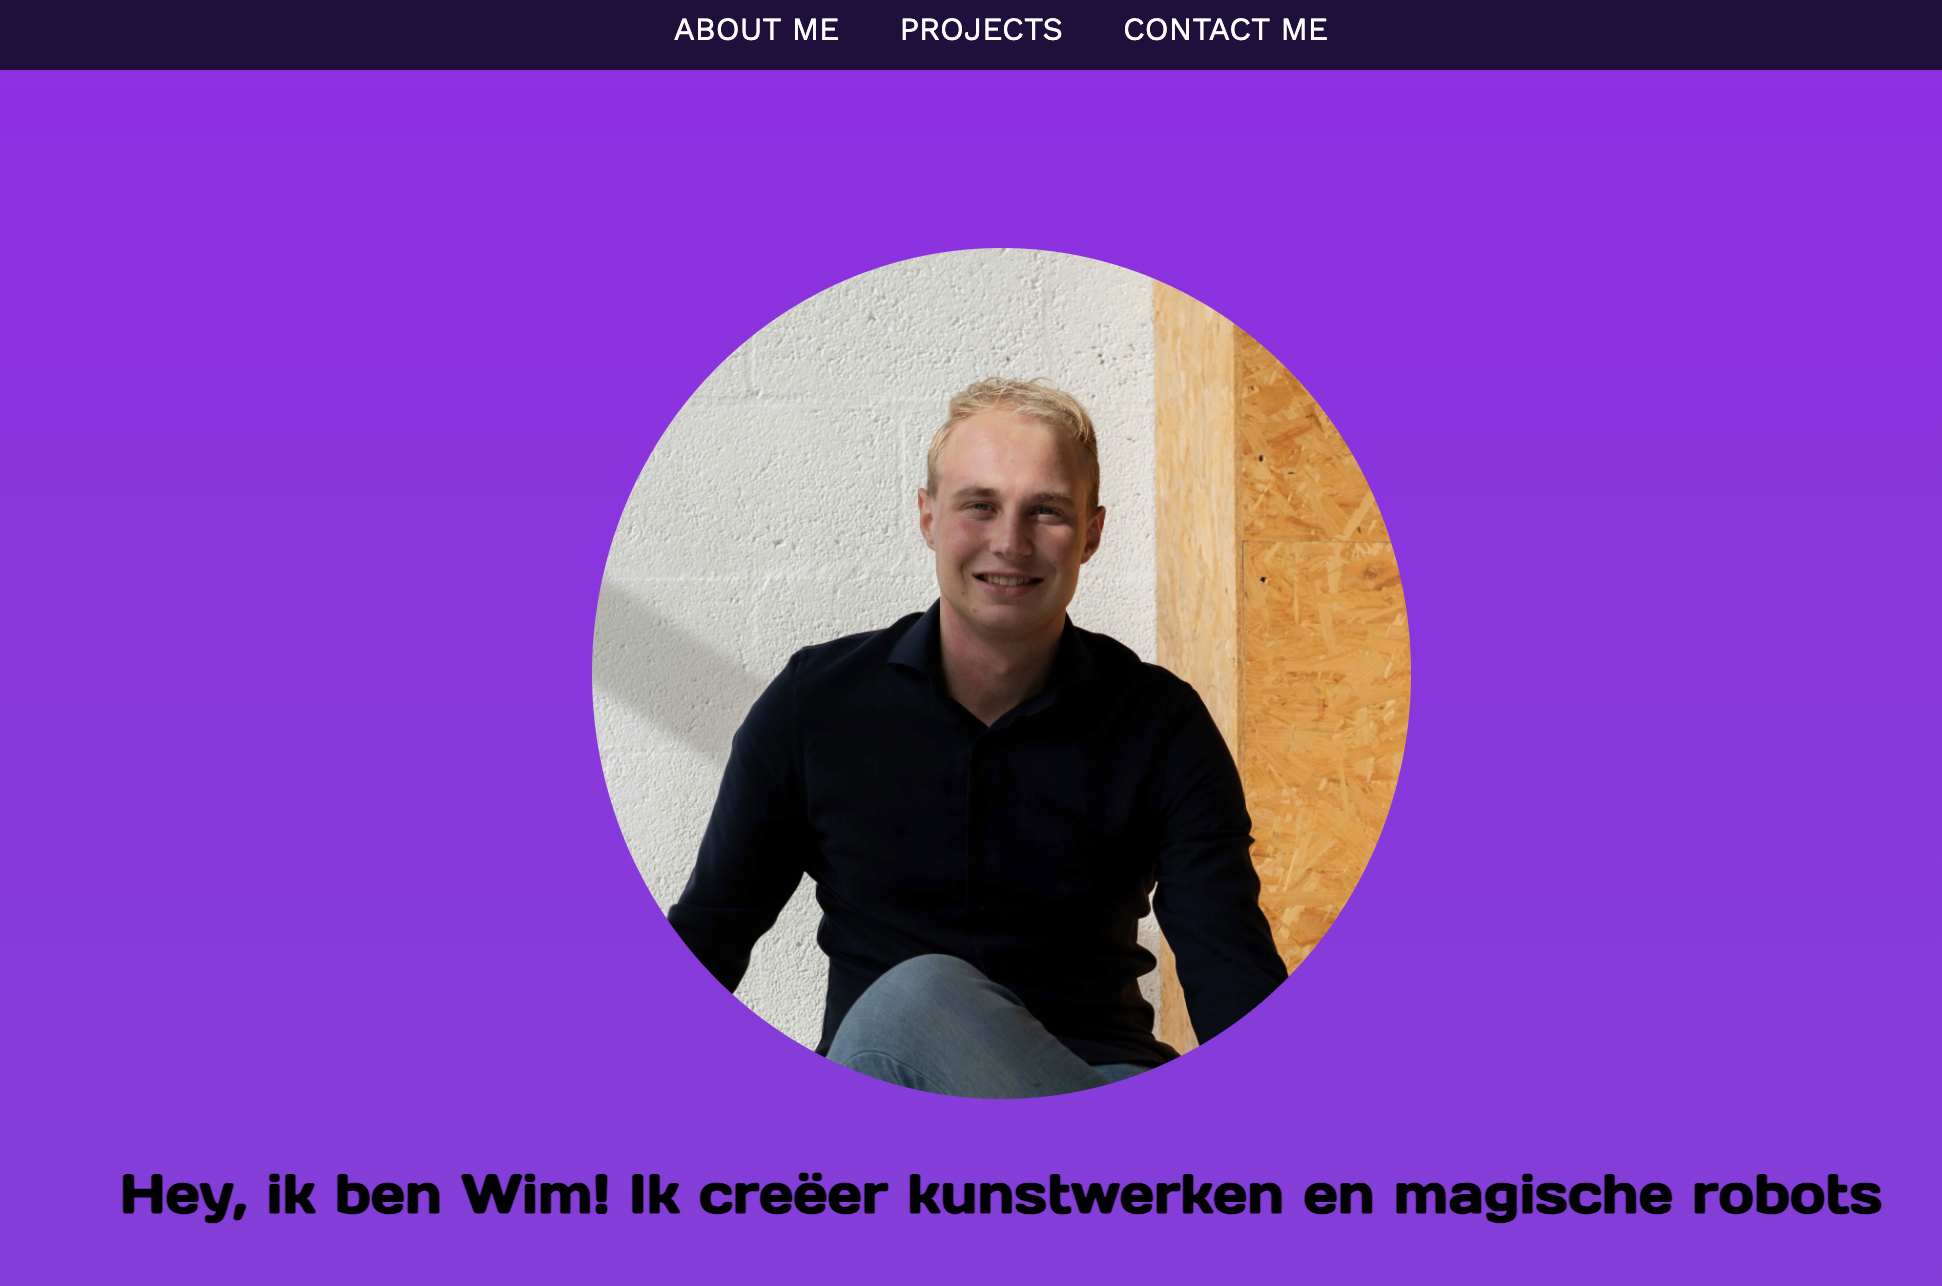 ABOUT ME PROJECTS CONTACT ME
Hey, ik ben Wim! Ik creëer kunstwerken en magische robots